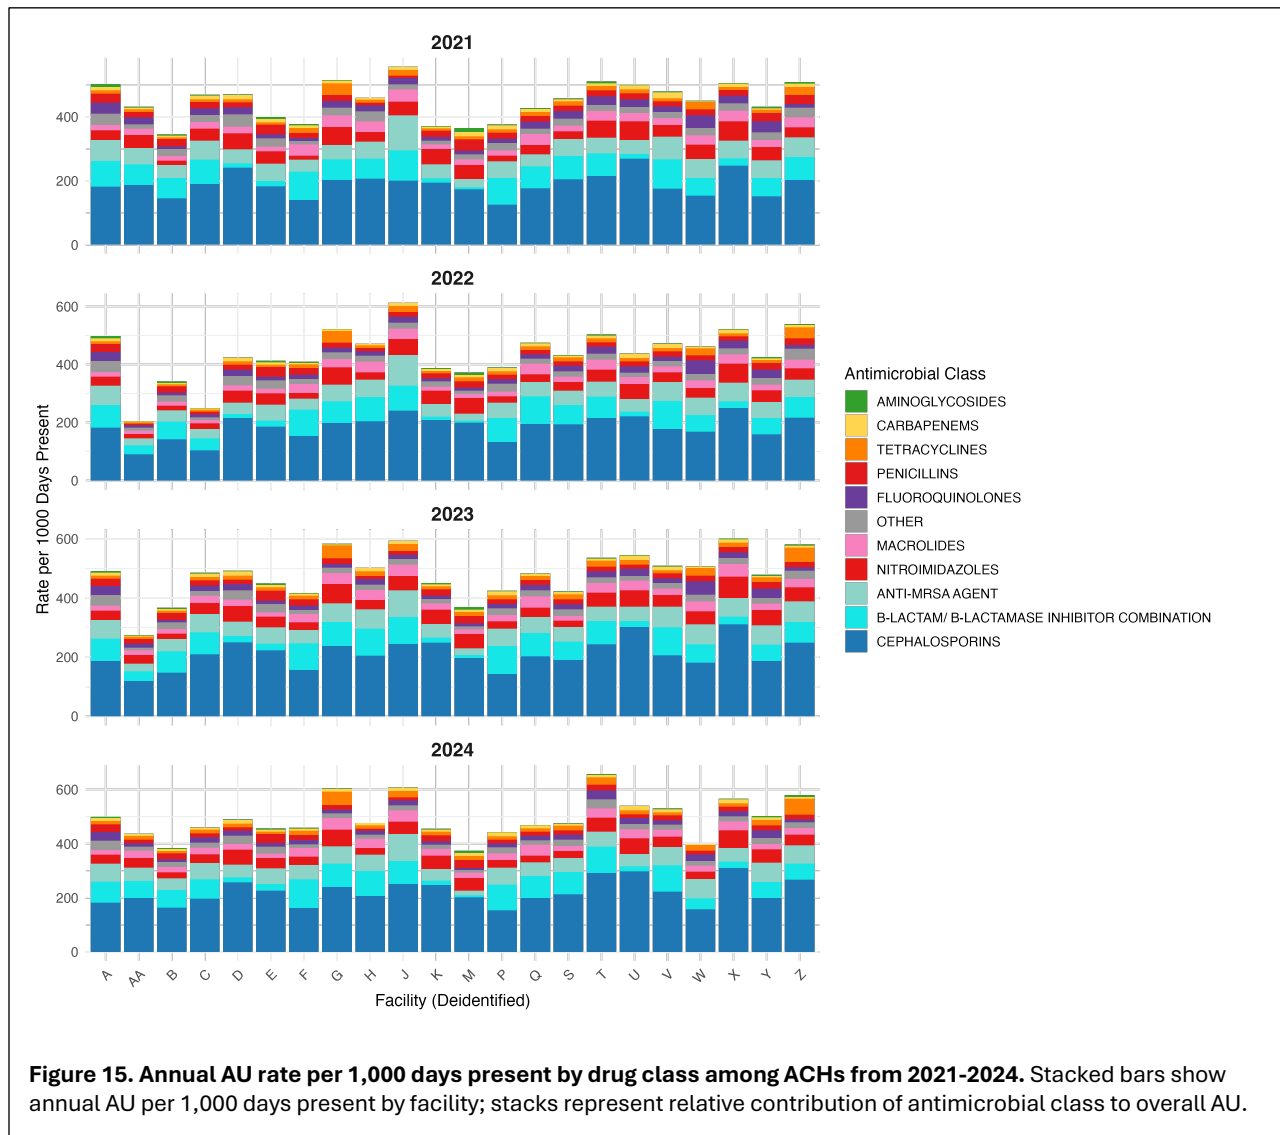 2021
400
200
0
2022
600
400
200
0
2023
600
400
200
0
2024
600
400
200
0
Rate per 1000 Days Present
A AA B C D E F G H J K M P Q S T U V W X Y Z
Facility (Deidentified)
Antimicrobial Class
AMINOGLYCOSIDES
CARBAPENEMS
TETRACYCLINES
PENICILLINS
FLUOROQUINOLONES
OTHER
MACROLIDES
NITROIMIDAZOLES
ANTI-MRSA AGENT
B-LACTAM/ B-LACTAMASE INHIBITOR COMBINATION
CEPHALOSPORINS
Figure 15. Annual AU rate per 1,000 days present by drug class among ACHs from 2021-2024. Stacked bars show
annual AU per 1,000 days present by facility; stacks represent relative contribution of antimicrobial class to overall AU.